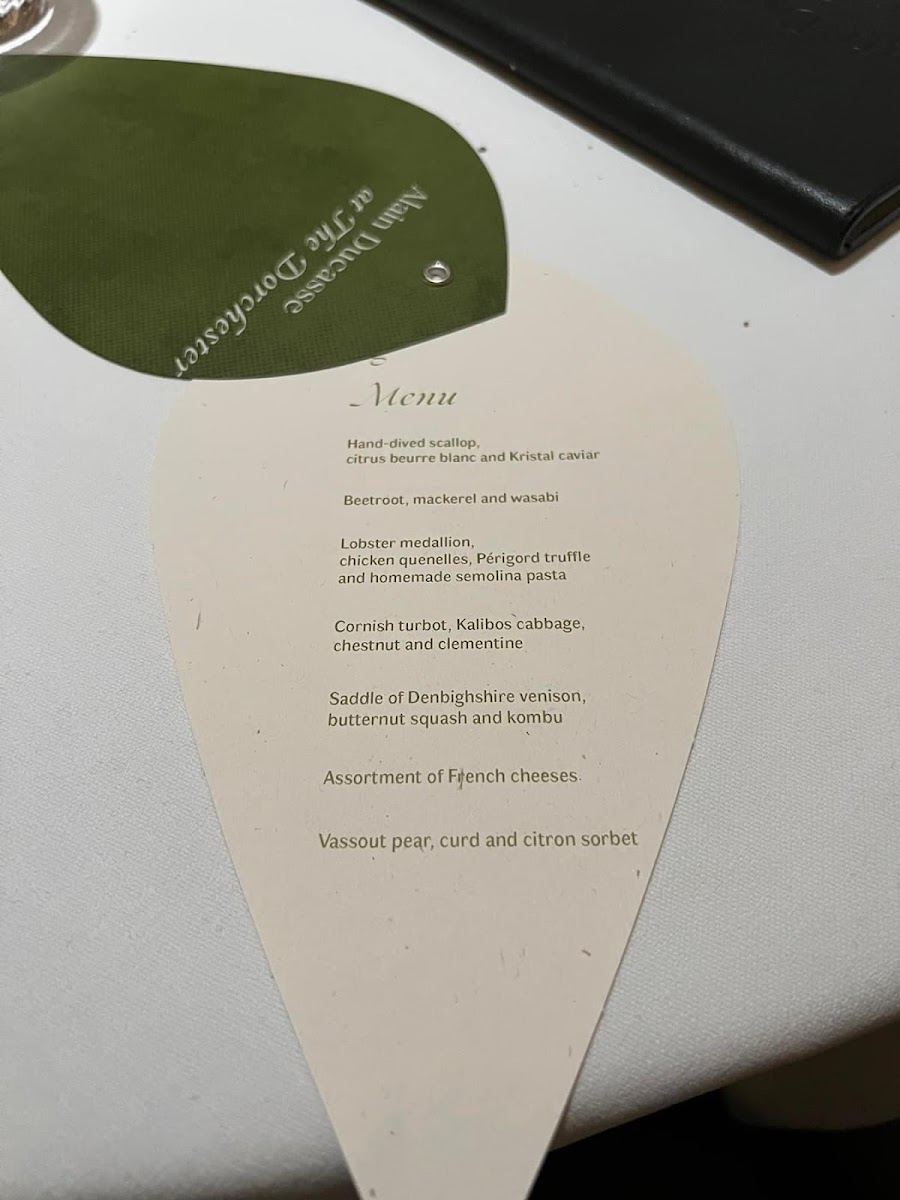 Alain Ducasse
at The Dorchester
Menu
Hand-dived scallop,
citrus beurre blanc and Kristal caviar
Beetroot, mackerel and wasabi
Lobster medallion,
chicken quenelles, Périgord truffle
and homemade semolina pasta
Cornish turbot, Kalibos cabbage,
chestnut and clementine
Saddle of Denbighshire venison,
butternut squash and kombu
Assortment of French cheeses
Vassout pear, curd and citron sorbet